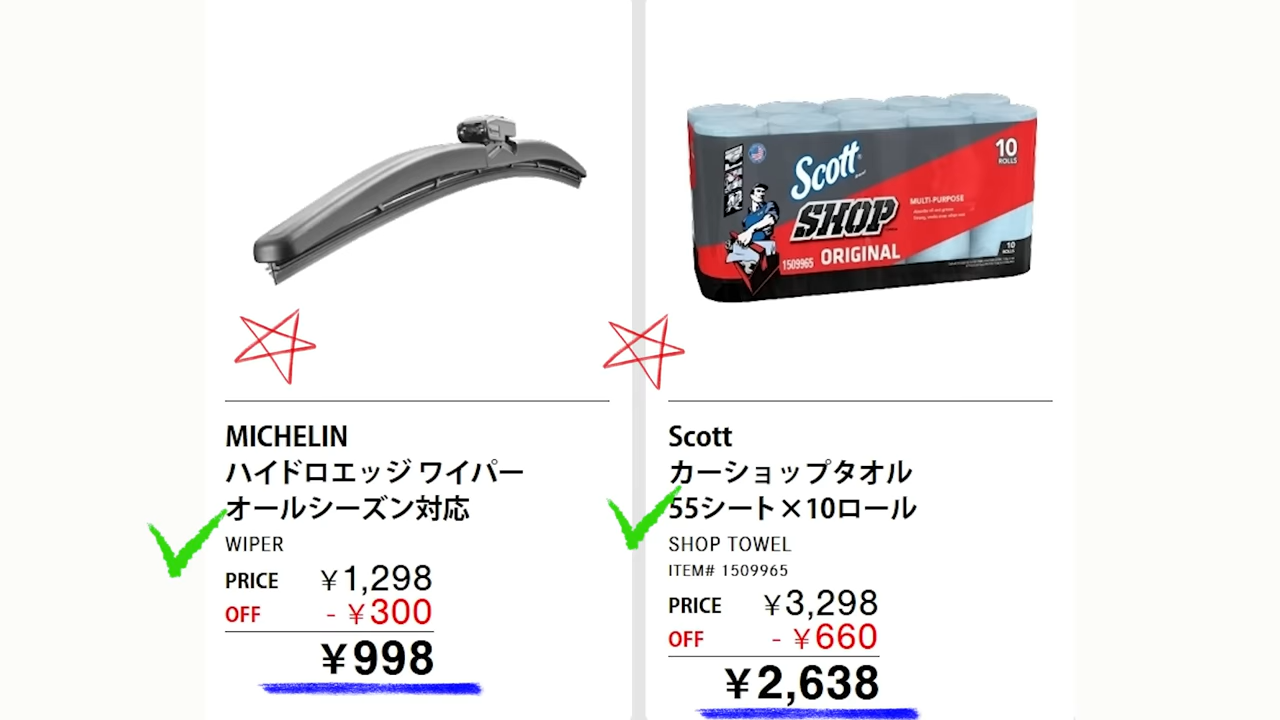 Scott
SHOP
ORIGINAL
1509965
MULTI-PURPOSE
10
ROLLS
10
ROLLS
MICHELIN
ハイドロエッジ ワイパー
オールシーズン対応
WIPER
PRICE ¥1,298
OFF - ¥300
¥998
Scott
カーショップタオル
55シート×10ロール
SHOP TOWEL
ITEM# 1509965
PRICE ¥3,298
OFF - ¥660
¥2,638